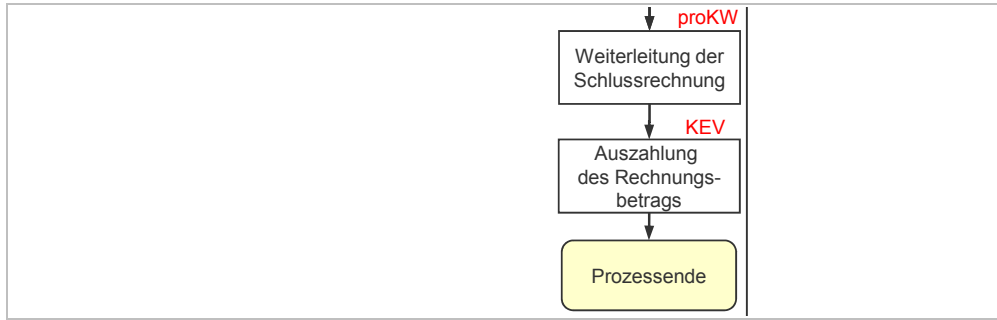 proKW
Weiterleitung der
Schlussrechnung
KEV
Auszahlung
des Rechnungs-
betrags
Prozessende